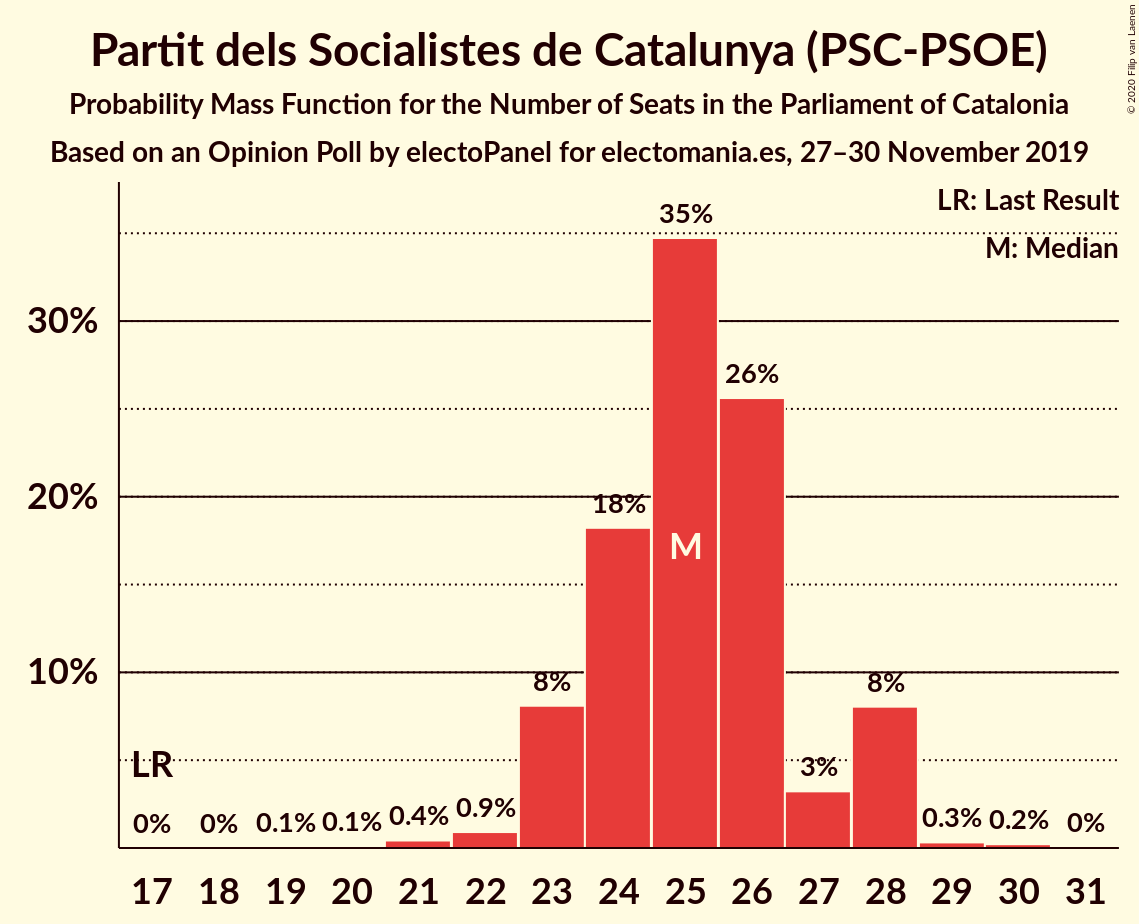 Partit dels Socialistes de Catalunya (PSC-PSOE)
Probability Mass Function for the Number of Seats in the Parliament of Catalonia
Based on an Opinion Poll by electoPanel for electomania.es, 27–30 November 2019
© 2020 Filip van Laenen
LR: Last Result
M: Median
30%
20%
10%
LR
M
0% 0% 0.1% 0.1% 0.4% 0.9% 8% 18% 35% 26% 3% 8% 0.3% 0.2% 0%
17 18 19 20 21 22 23 24 25 26 27 28 29 30 31